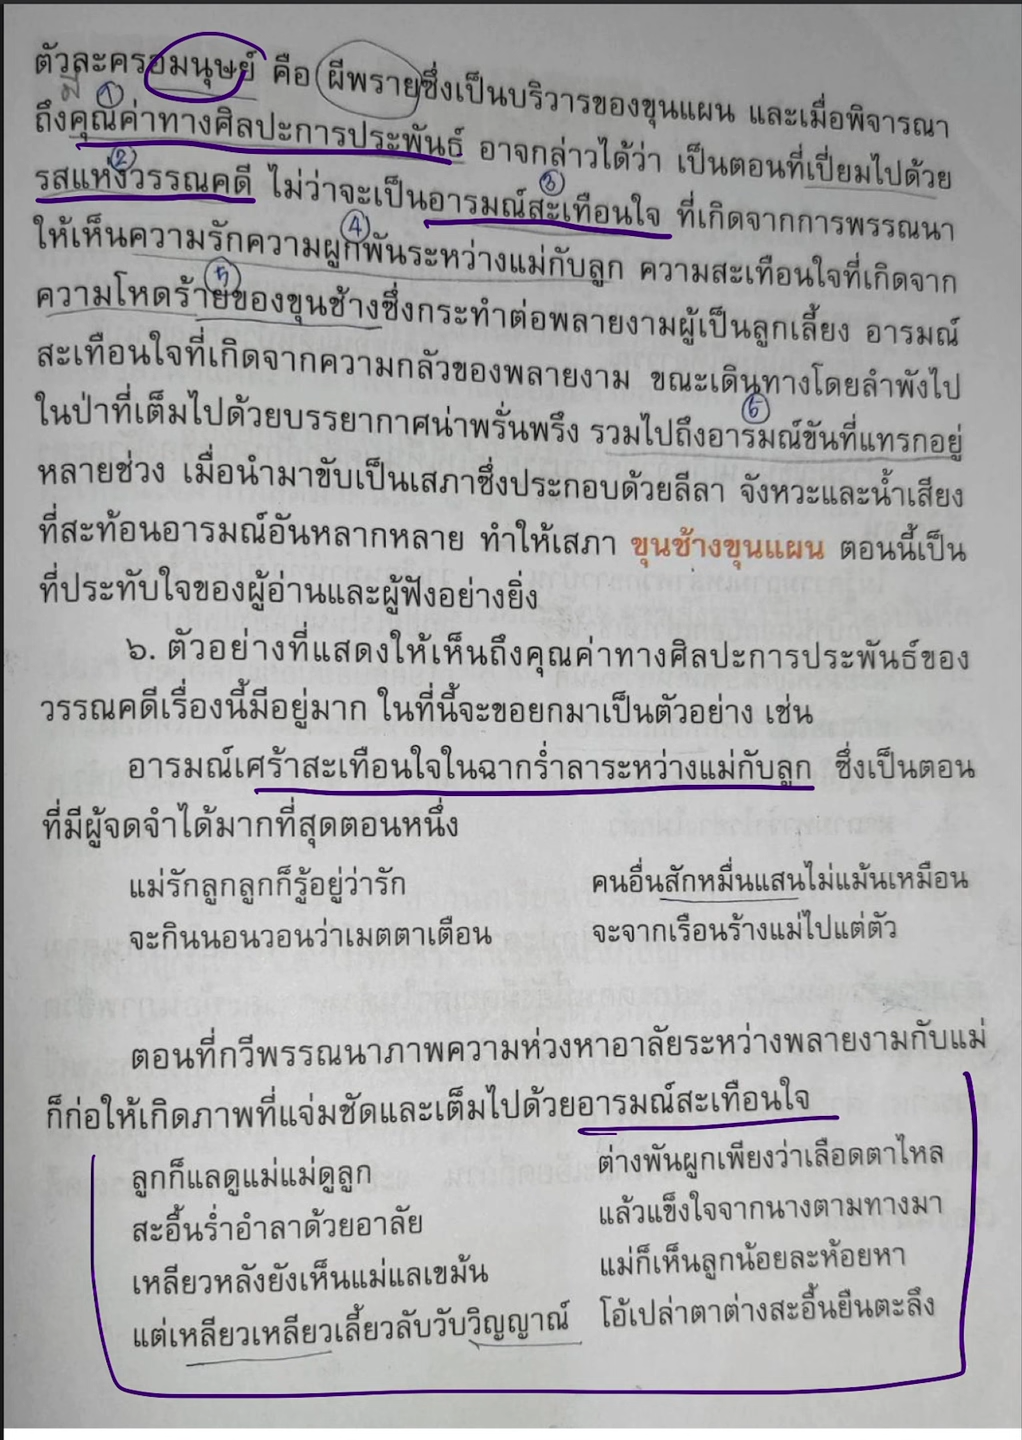 ตัวละครอมนุษย์ คือ ผีพรายซึ่งเป็นบริวารของขุนแผน และเมื่อพิจารณา
มี ①
ถึงคุณค่าทางศิลปะการประพันธ์ อาจกล่าวได้ว่า เป็นตอนที่เปี่ยมไปด้วย
② ③
รสแห่งวรรณคดี ไม่ว่าจะเป็นอารมณ์สะเทือนใจ ที่เกิดจากการพรรณนา
④
ให้เห็นความรักความผูกพันระหว่างแม่กับลูก ความสะเทือนใจที่เกิดจาก
⑤
ความโหดร้ายของขุนช้างซึ่งกระทำต่อพลายงามผู้เป็นลูกเลี้ยง อารมณ์
สะเทือนใจที่เกิดจากความกลัวของพลายงาม ขณะเดินทางโดยลำพังไป
⑥
ในป่าที่เต็มไปด้วยบรรยากาศน่าพรั่นพรึง รวมไปถึงอารมณ์ขันที่แทรกอยู่
หลายช่วง เมื่อนำมาขับเป็นเสภาซึ่งประกอบด้วยลีลา จังหวะและน้ำเสียง
ที่สะท้อนอารมณ์อันหลากหลาย ทำให้เสภา ขุนช้างขุนแผน ตอนนี้เป็น
ที่ประทับใจของผู้อ่านและผู้ฟังอย่างยิ่ง
๖. ตัวอย่างที่แสดงให้เห็นถึงคุณค่าทางศิลปะการประพันธ์ของ
วรรณคดีเรื่องนี้มีอยู่มาก ในที่นี้จะขอยกมาเป็นตัวอย่าง เช่น
อารมณ์เศร้าสะเทือนใจในฉากร่ำลาระหว่างแม่กับลูก ซึ่งเป็นตอน
ที่มีผู้จดจำได้มากที่สุดตอนหนึ่ง
แม่รักลูกลูกก็รู้อยู่ว่ารัก คนอื่นสักหมื่นแสนไม่แม้นเหมือน
จะกินนอนวอนว่าเมตตาเตือน จะจากเรือนร้างแม่ไปแต่ตัว
ตอนที่กวีพรรณนาภาพความห่วงหาอาลัยระหว่างพลายงามกับแม่
ก็ก่อให้เกิดภาพที่แจ่มชัดและเต็มไปด้วยอารมณ์สะเทือนใจ
ลูกก็แลดูแม่แม่ดูลูก ต่างพันผูกเพียงว่าเลือดตาไหล
สะอื้นร่ำอำลาด้วยอาลัย แล้วแข็งใจจากนางตามทางมา
เหลียวหลังยังเห็นแม่แลเขม้น แม่ก็เห็นลูกน้อยละห้อยหา
แต่เหลียวเหลียวเลี้ยวลับวับวิญญาณ์ โอ้เปล่าตาต่างสะอื้นยืนตะลึง